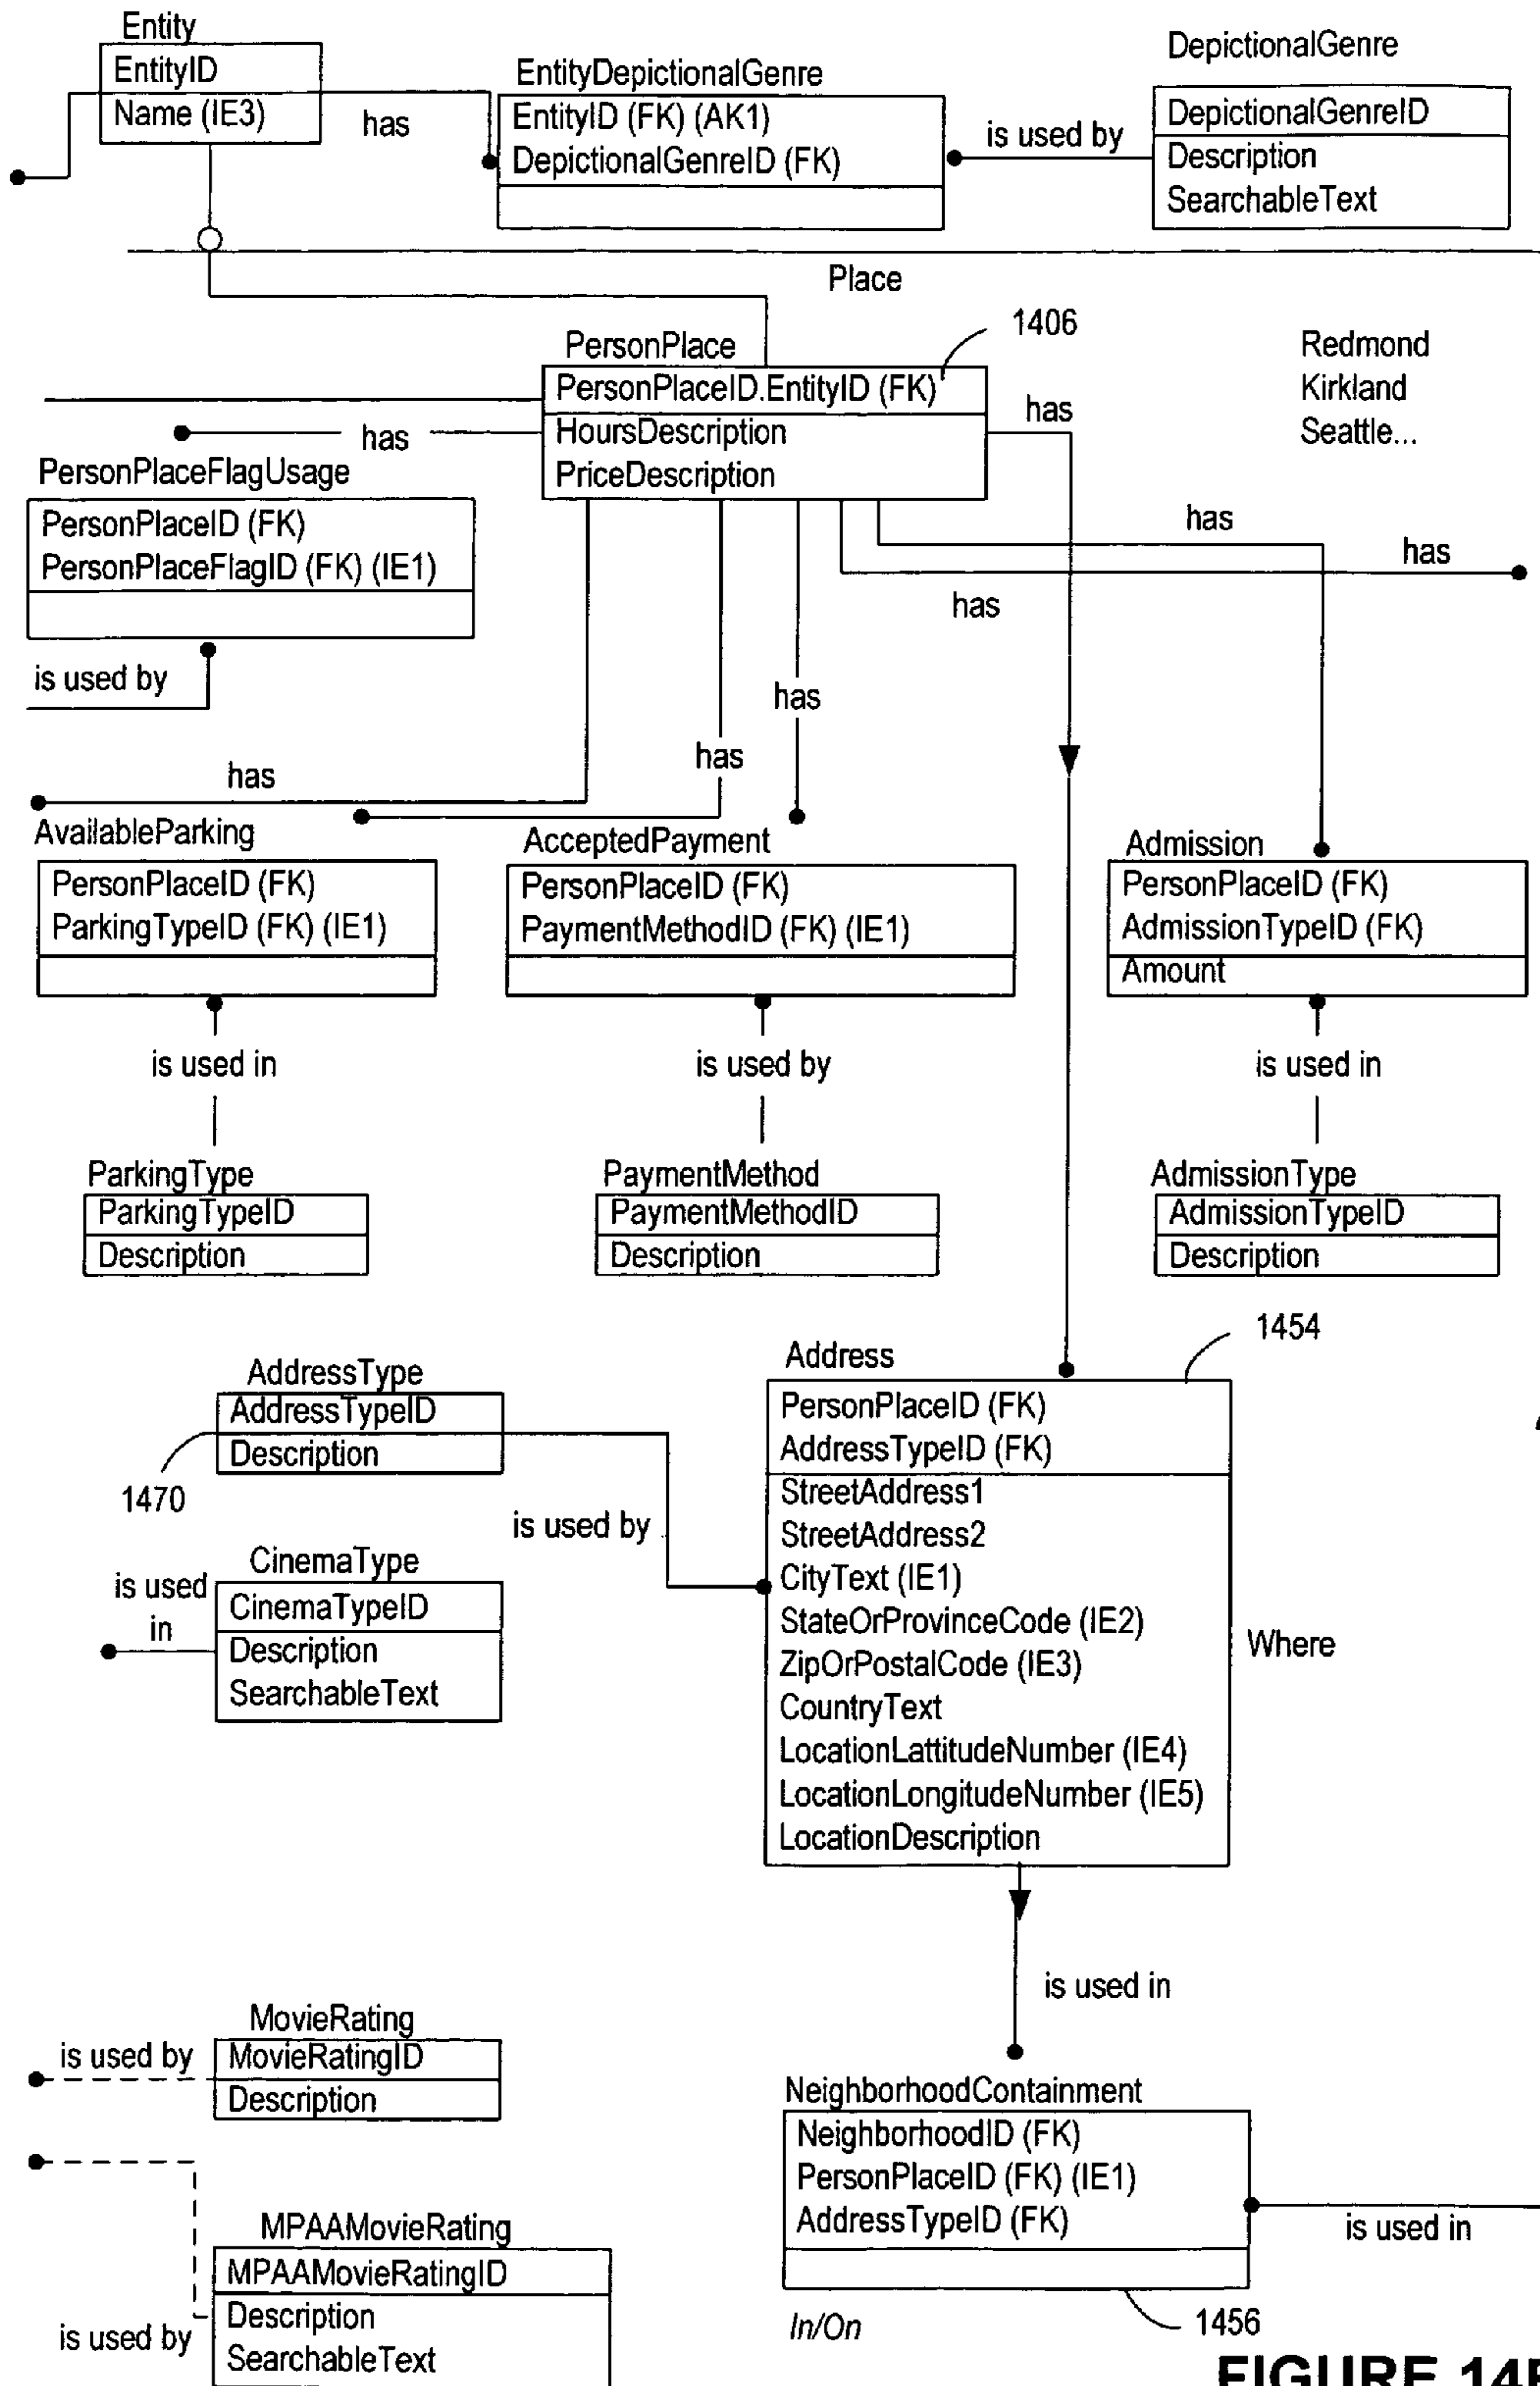 Entity
EntityID
Name (IE3)
has
EntityDepictionalGenre
EntityID (FK) (AK1)
DepictionalGenreID (FK)
is used by
DepictionalGenre
DepictionalGenreID
Description
SearchableText
Place
1406
PersonPlace
PersonPlaceID.EntityID (FK)
HoursDescription
PriceDescription
Redmond
Kirkland
Seattle...
has
has
PersonPlaceFlagUsage
PersonPlaceID (FK)
PersonPlaceFlagID (FK) (IE1)
is used by
has
has
has
has
has
has
AvailableParking
PersonPlaceID (FK)
ParkingTypeID (FK) (IE1)
AcceptedPayment
PersonPlaceID (FK)
PaymentMethodID (FK) (IE1)
Admission
PersonPlaceID (FK)
AdmissionTypeID (FK)
Amount
is used in
is used by
is used in
ParkingType
ParkingTypeID
Description
PaymentMethod
PaymentMethodID
Description
AdmissionType
AdmissionTypeID
Description
1454
AddressType
AddressTypeID
Description
1470
is used by
Address
PersonPlaceID (FK)
AddressTypeID (FK)
StreetAddress1
StreetAddress2
CityText (IE1)
StateOrProvinceCode (IE2)
ZipOrPostalCode (IE3)
CountryText
LocationLattitudeNumber (IE4)
LocationLongitudeNumber (IE5)
LocationDescription
Where
CinemaType
is used
in
CinemaTypeID
Description
SearchableText
is used in
MovieRating
is used by
MovieRatingID
Description
NeighborhoodContainment
NeighborhoodID (FK)
PersonPlaceID (FK) (IE1)
AddressTypeID (FK)
is used in
MPAAMovieRating
MPAAMovieRatingID
Description
SearchableText
is used by
In/On
1456
FIGURE 14